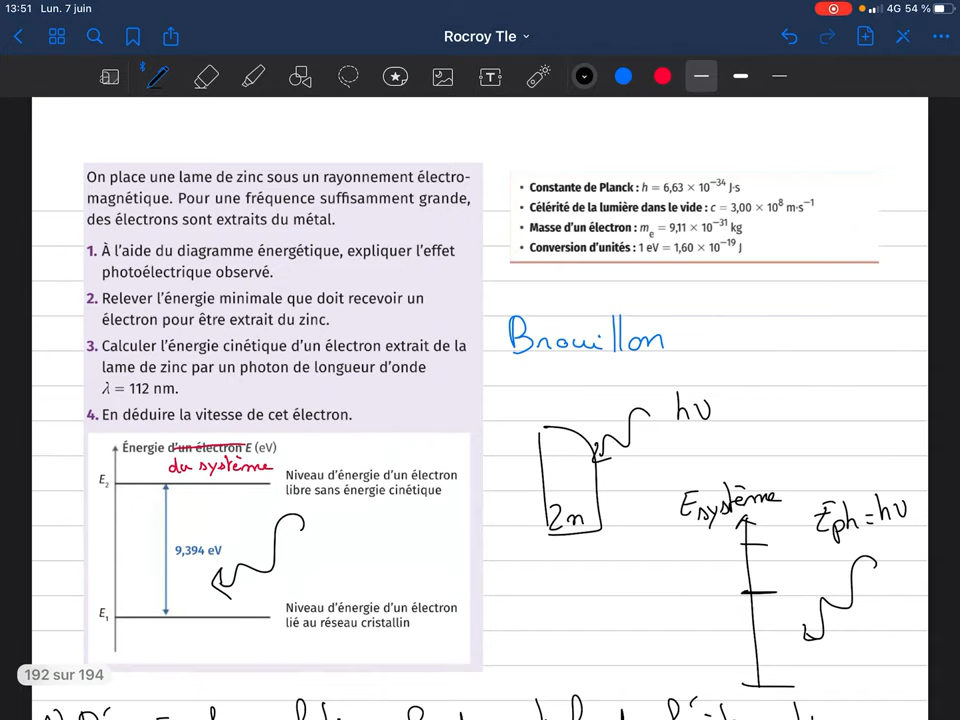 13:51 Lun. 7 juin
4G 54 %
Rocroy Tle
On place une lame de zinc sous un rayonnement électro-
magnétique. Pour une fréquence suffisamment grande,
des électrons sont extraits du métal.
1. À l'aide du diagramme énergétique, expliquer l'effet
photoélectrique observé.
2. Relever l'énergie minimale que doit recevoir un
électron pour être extrait du zinc.
3. Calculer l'énergie cinétique d'un électron extrait de la
lame de zinc par un photon de longueur d'onde
λ = 112 nm.
4. En déduire la vitesse de cet électron.
Énergie d'un électron E (eV)
du système
E₂
Niveau d'énergie d'un électron
libre sans énergie cinétique
9,394 eV
E₁
Niveau d'énergie d'un électron
lié au réseau cristallin
192 sur 194
• Constante de Planck : h = 6,63 × 10⁻³⁴ J·s
• Célérité de la lumière dans le vide : c = 3,00 × 10⁸ m·s⁻¹
• Masse d'un électron : mₑ = 9,11 × 10⁻³¹ kg
• Conversion d'unités : 1 eV = 1,60 × 10⁻¹⁹ J
Brouillon
hν
Zn
E système
Eph = hν